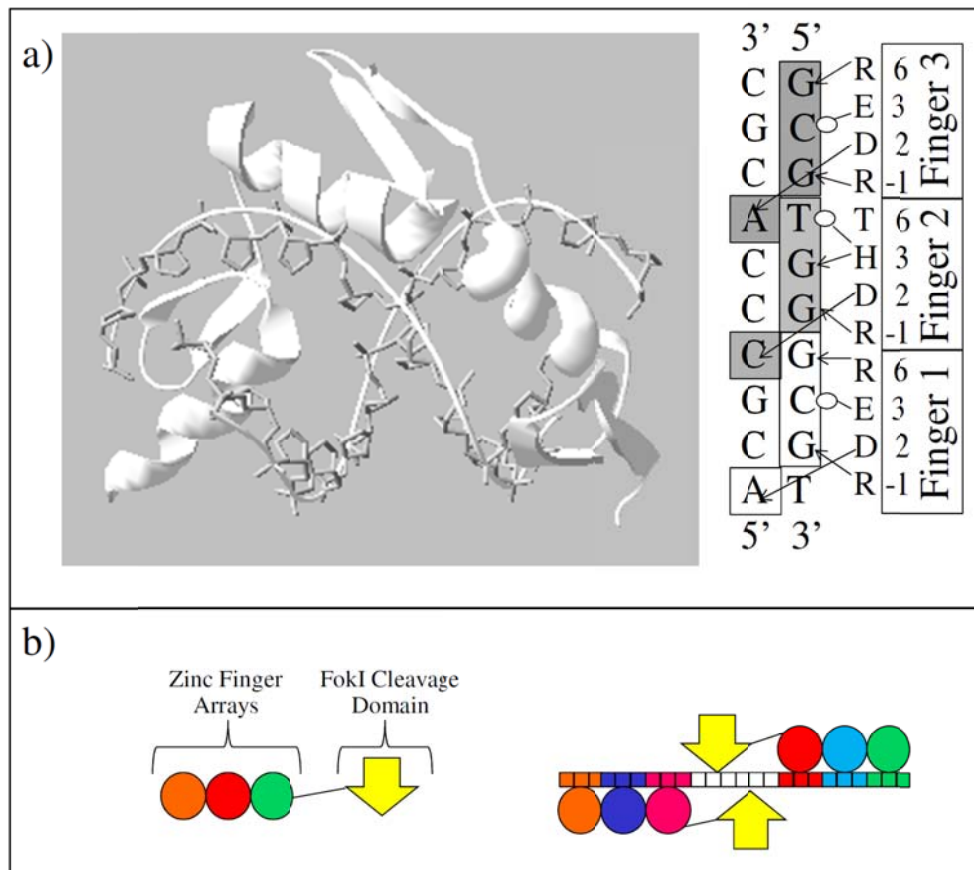 a)
3’ 5’
C G R 6
G C E 3
C G D 2
A T R -1
C G T 6
C G H 3
C G D 2
G C R -1
C G R 6
A T E 3
D 2
R -1
5’ 3’
Finger 3
Finger 2
Finger 1
b)
Zinc Finger
Arrays
FokI Cleavage
Domain